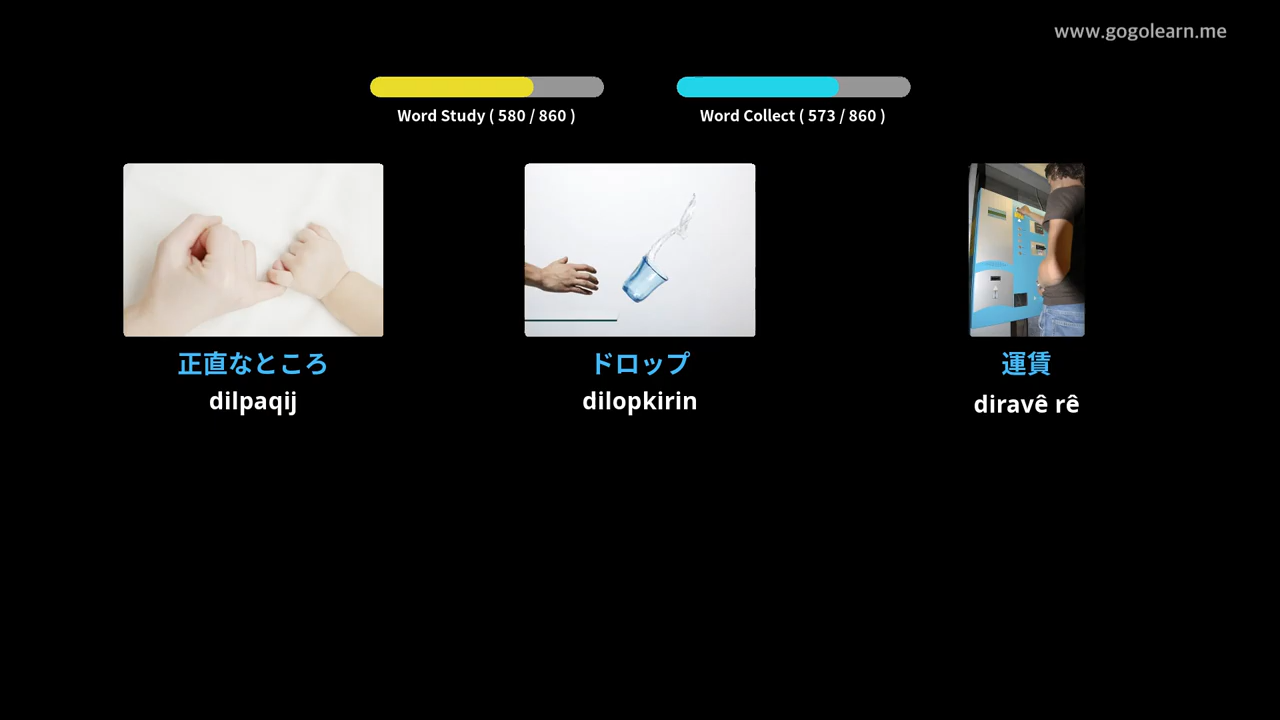 www.gogolearn.me
Word Study ( 580 / 860 )
Word Collect ( 573 / 860 )
正直なところ
dilpaqij
ドロップ
dilopkirin
運賃
diravê rê